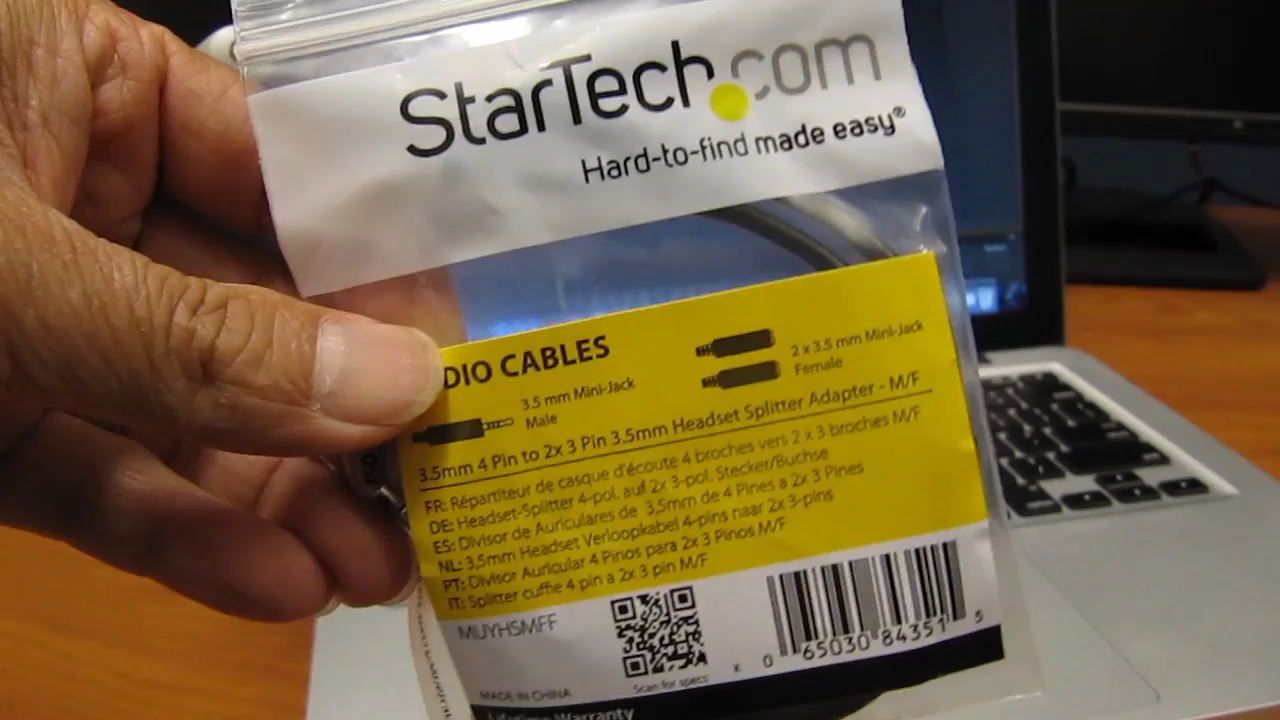 StarTech.com
Hard-to-find made easy®
DIO CABLES
3.5 mm Mini-Jack
Male
2 x 3.5 mm Mini-Jack
Female
3.5mm 4 Pin to 2x 3 Pin 3.5mm Headset Splitter Adapter - M/F
FR: Répartiteur de casque d'écoute 4 broches vers 2 x 3 broches M/F
DE: Headset-Splitter 4-pol. auf 2x 3-pol. Stecker/Buchse
ES: Divisor de Auriculares de 3,5mm de 4 Pines a 2x 3 Pines
NL: 3,5mm Headset Verloopkabel 4-pins naar 2x 3-pins
PT: Divisor Auricular 4 Pinos para 2x 3 Pinos M/F
IT: Splitter cuffie 4 pin a 2x 3 pin M/F
MUYHSMFF
Scan for specs
x 0 65030 84351 5
MADE IN CHINA
Lifetime Warranty